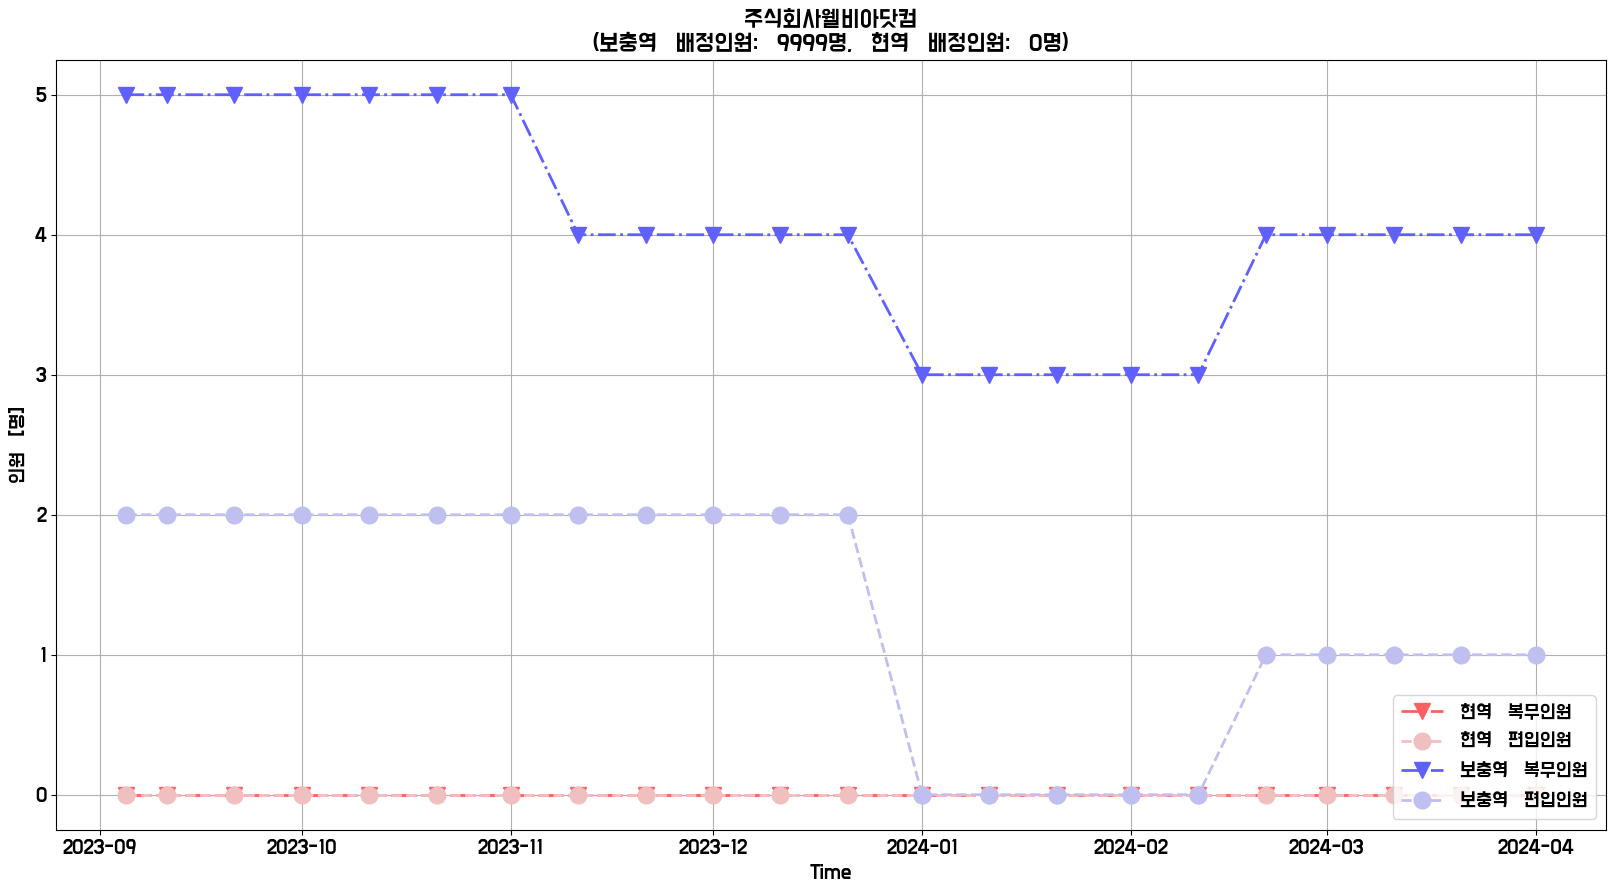 주식회사웰비아닷컴
(보충역 배정인원: 9999명, 현역 배정인원: 0명)
5
4
3
2
1
0
인원 [명]
2023-09 2023-10 2023-11 2023-12 2024-01 2024-02 2024-03 2024-04
Time
현역 복무인원
현역 편입인원
보충역 복무인원
보충역 편입인원